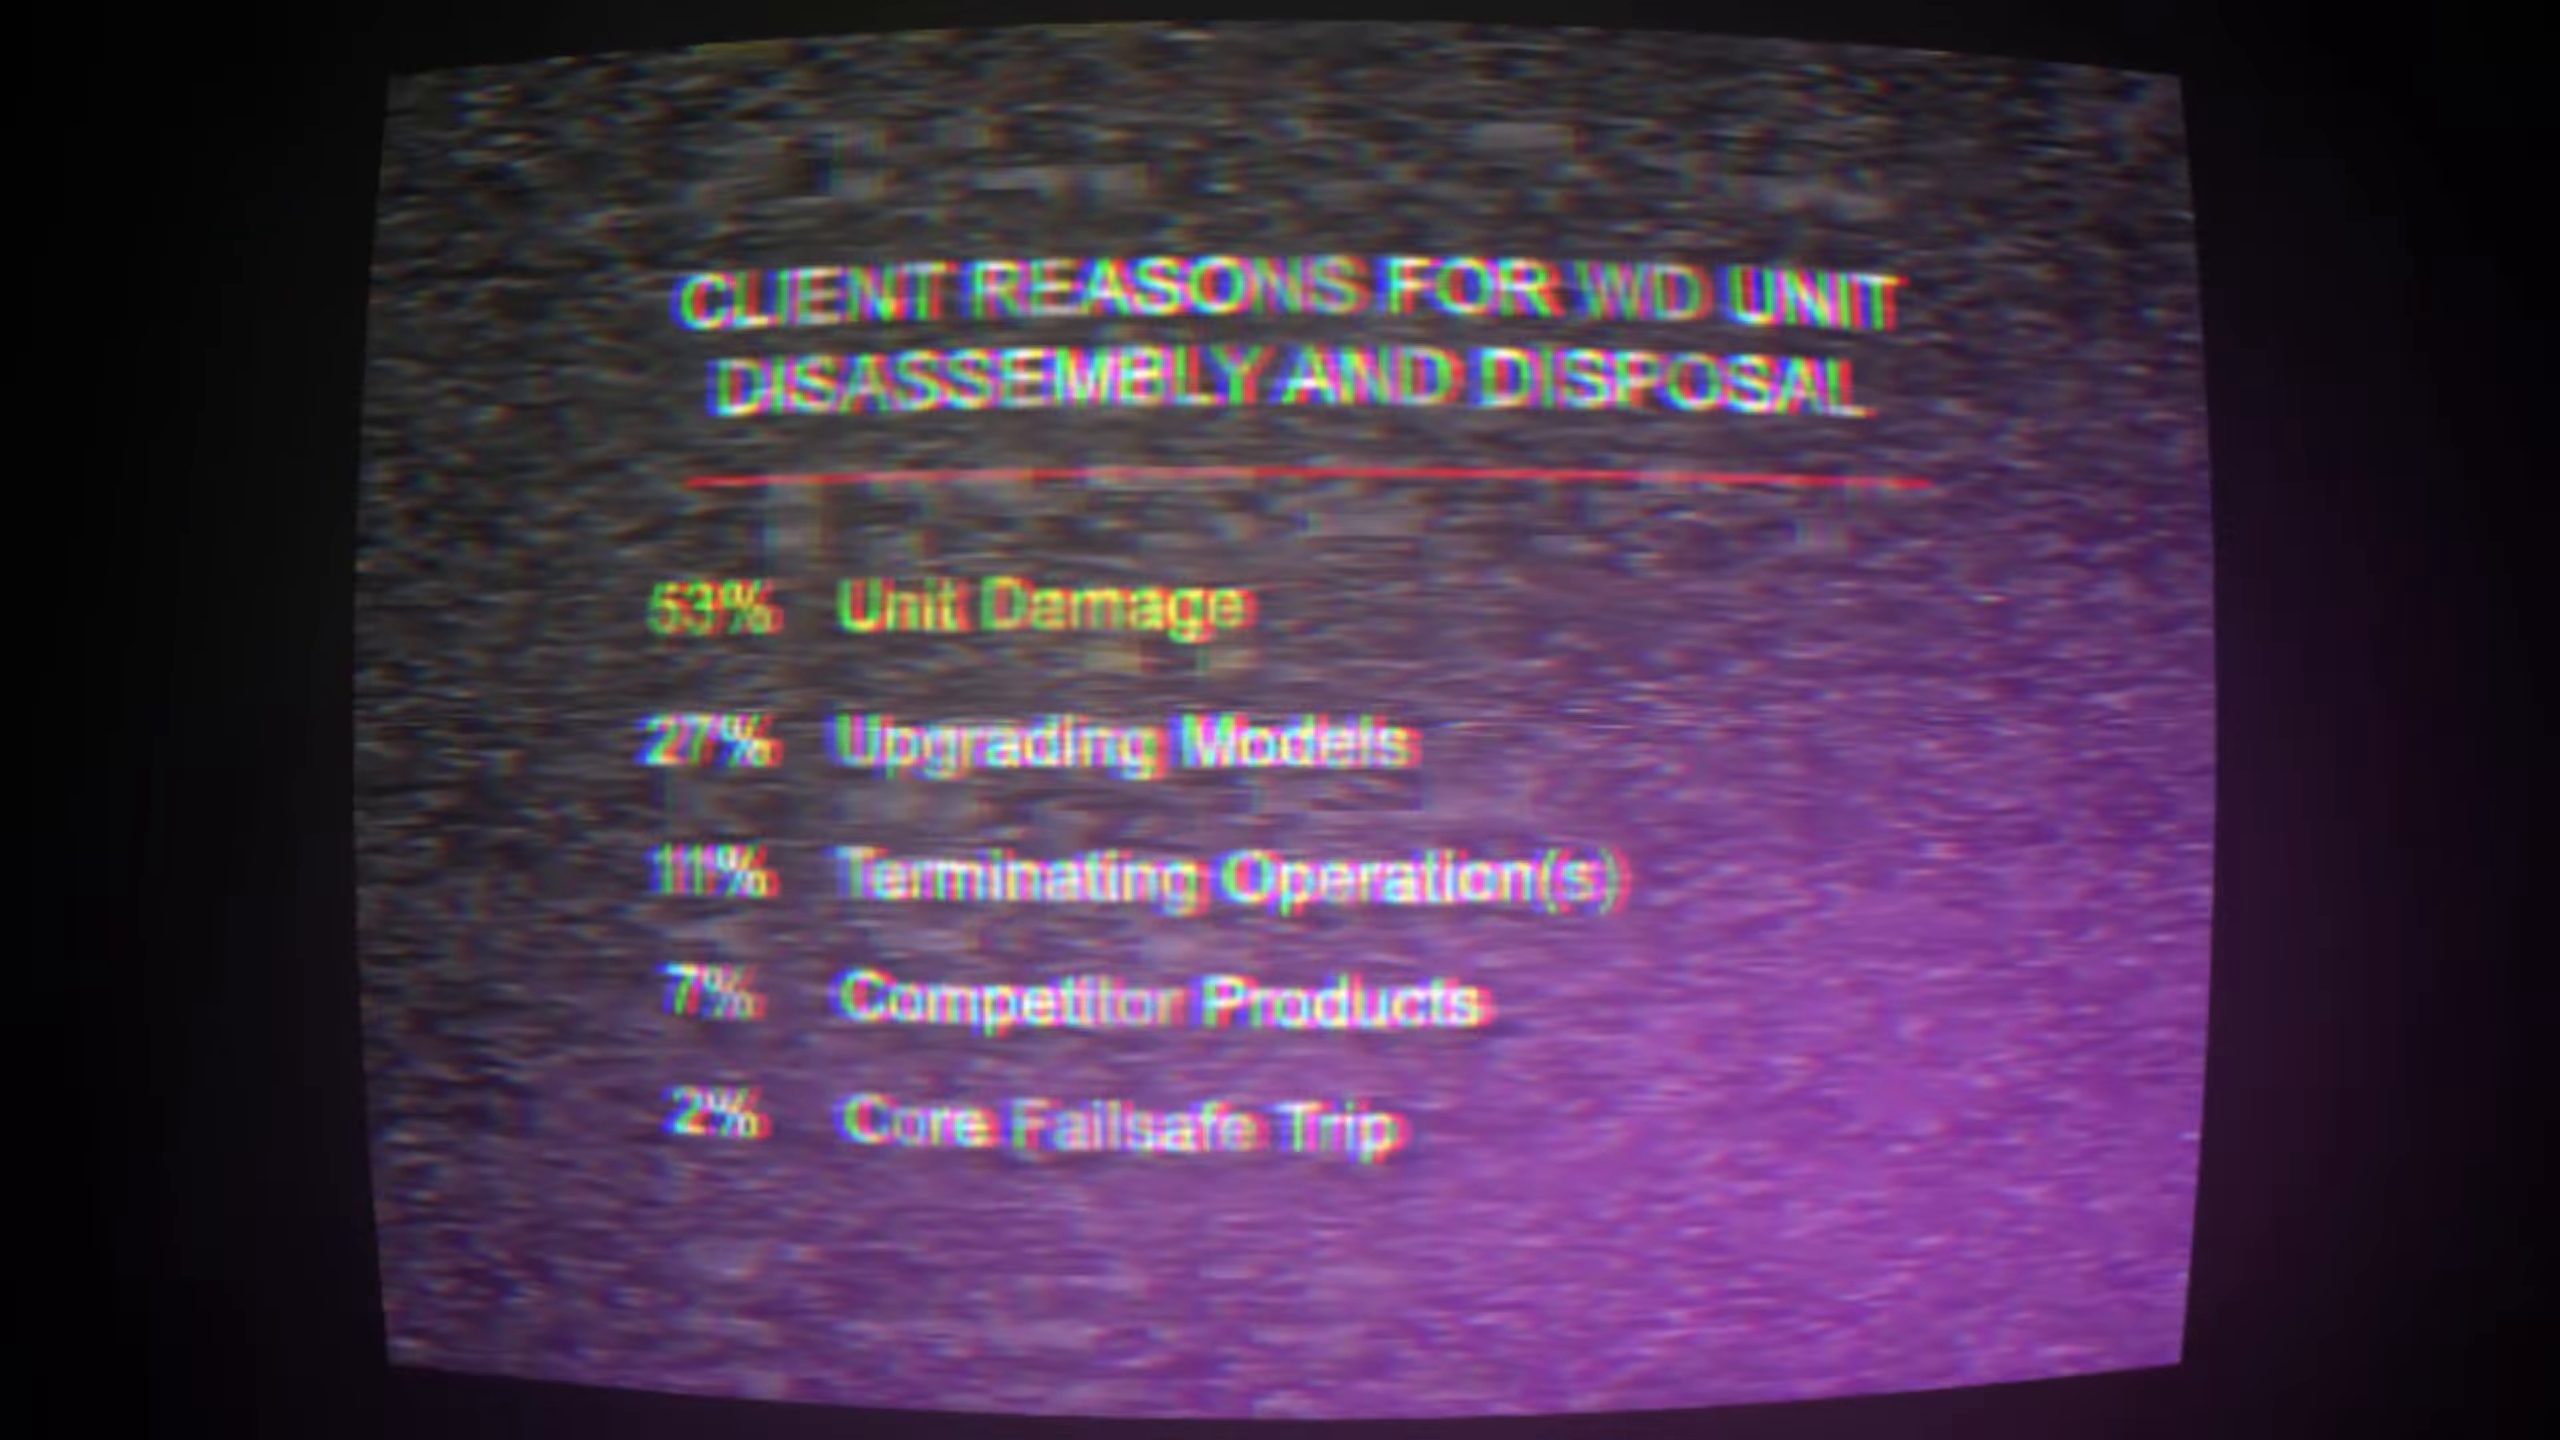 CLIENT REASONS FOR WD UNIT
DISASSEMBLY AND DISPOSAL
53% Unit Damage
27% Upgrading Models
11% Terminating Operation(s)
7% Competitor Products
2% Core Failsafe Trip